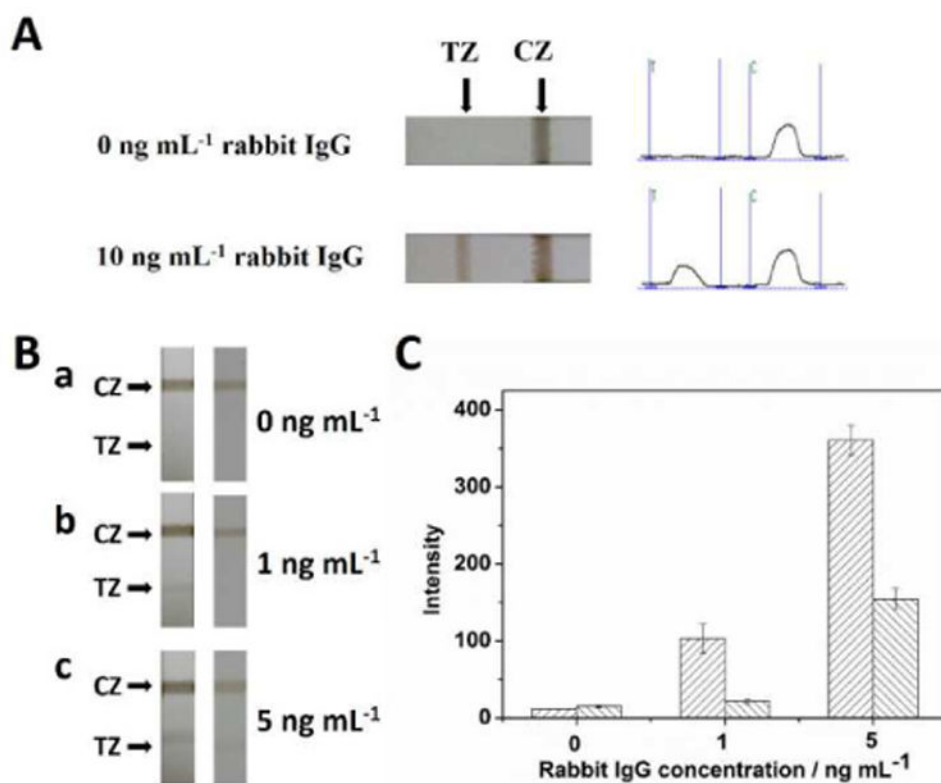 A
TZ CZ
0 ng mL⁻¹ rabbit IgG
T C
10 ng mL⁻¹ rabbit IgG
T C
B
a
CZ
TZ
0 ng mL⁻¹
b
CZ
TZ
1 ng mL⁻¹
c
CZ
TZ
5 ng mL⁻¹
C
400
300
200
100
0
Intensity
0 1 5
Rabbit IgG concentration / ng mL⁻¹